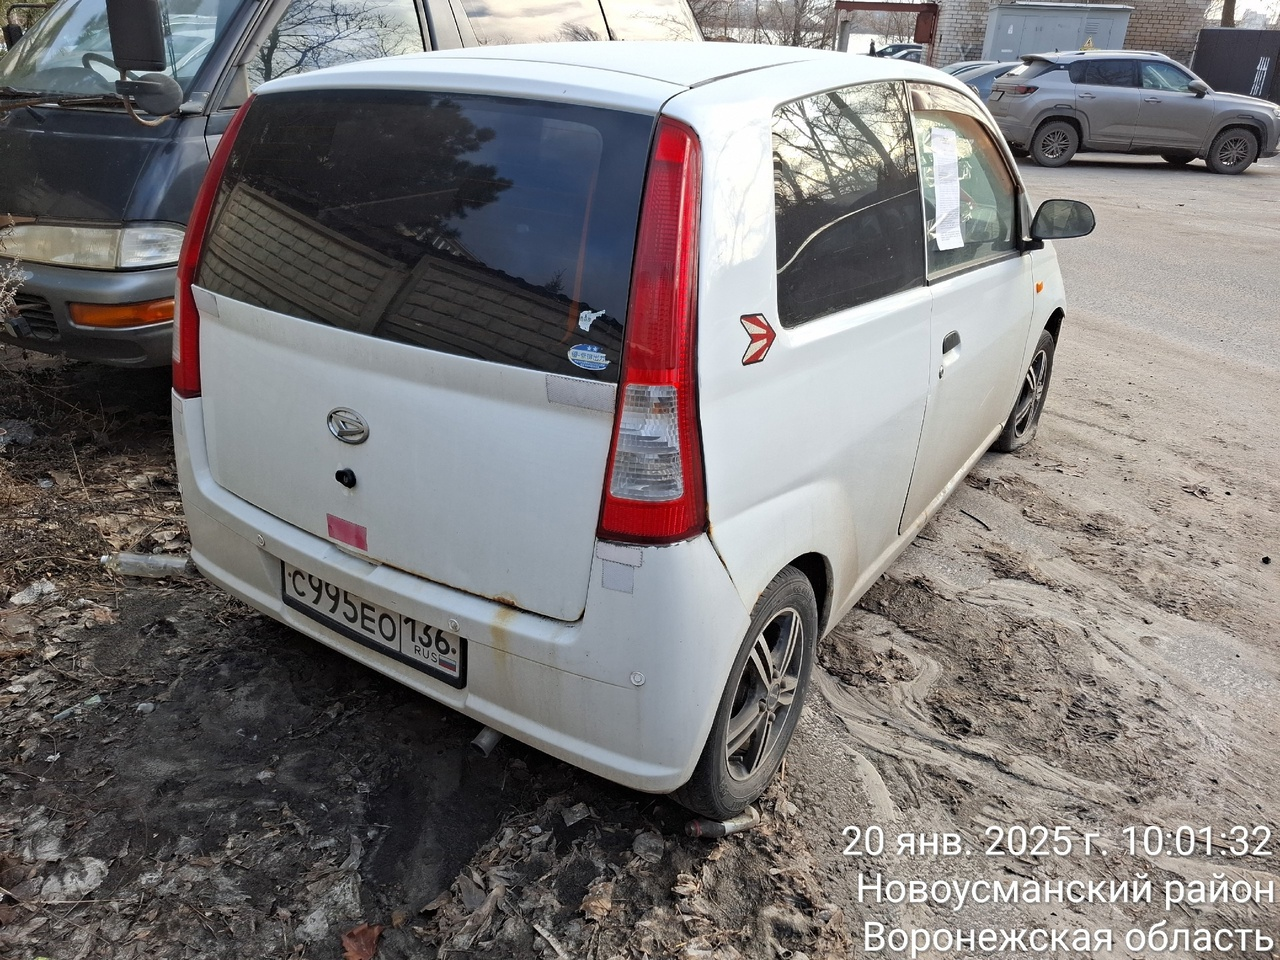 С995ЕО 136
RUS
20 янв. 2025 г. 10:01:32
Новоусманский район
Воронежская область